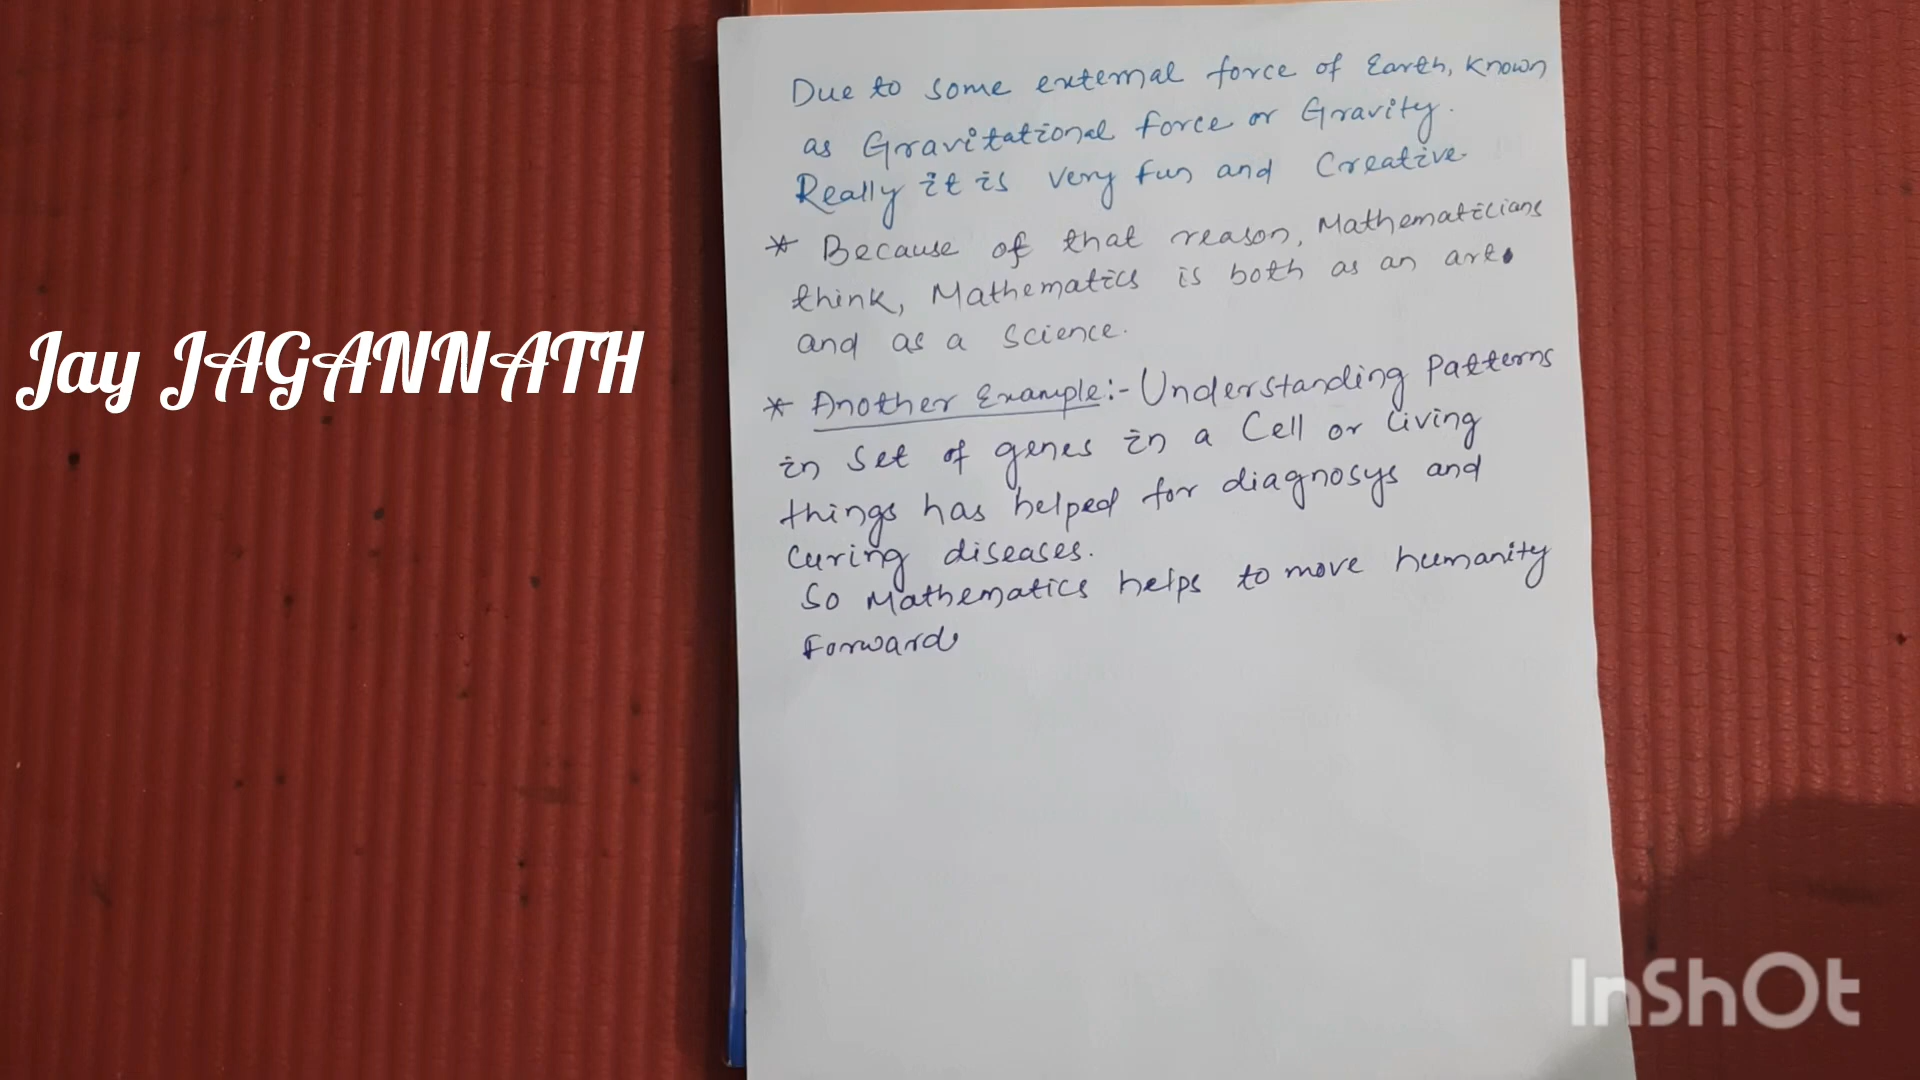 Jay JAGANNATH
Due to some external force of Earth, known
as Gravitational force or Gravity.
Really it is very fun and Creative.
* Because of that reason, Mathematicians
think, Mathematics is both as an art
and as a science.
* Another Example:- Understanding Patterns
in set of genes in a Cell or living
things has helped for diagnosys and
curing diseases.
So Mathematics helps to move humanity
forward
InShOt